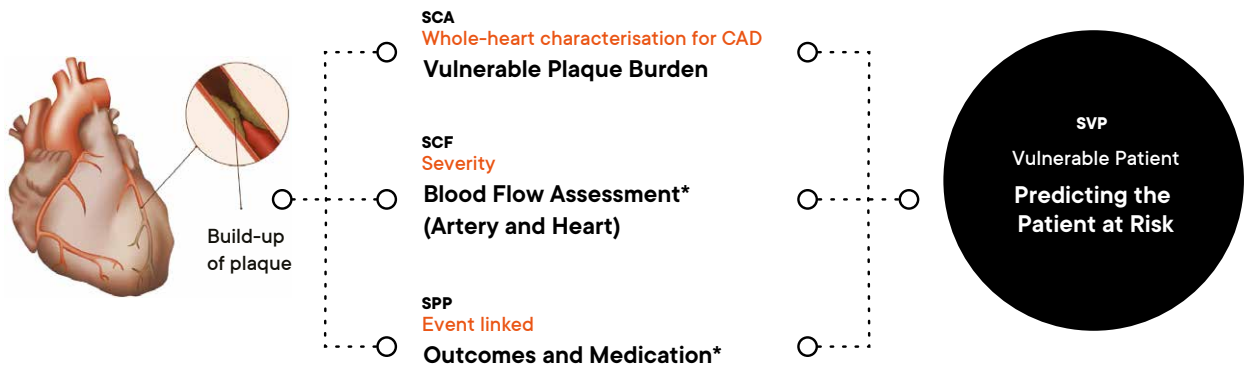 Build-up
of plaque
SCA
Whole-heart characterisation for CAD
Vulnerable Plaque Burden
SCF
Severity
Blood Flow Assessment*
(Artery and Heart)
SPP
Event linked
Outcomes and Medication*
SVP
Vulnerable Patient
Predicting the
Patient at Risk